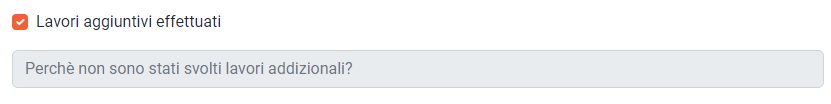 Lavori aggiuntivi effettuati
Perchè non sono stati svolti lavori addizionali?